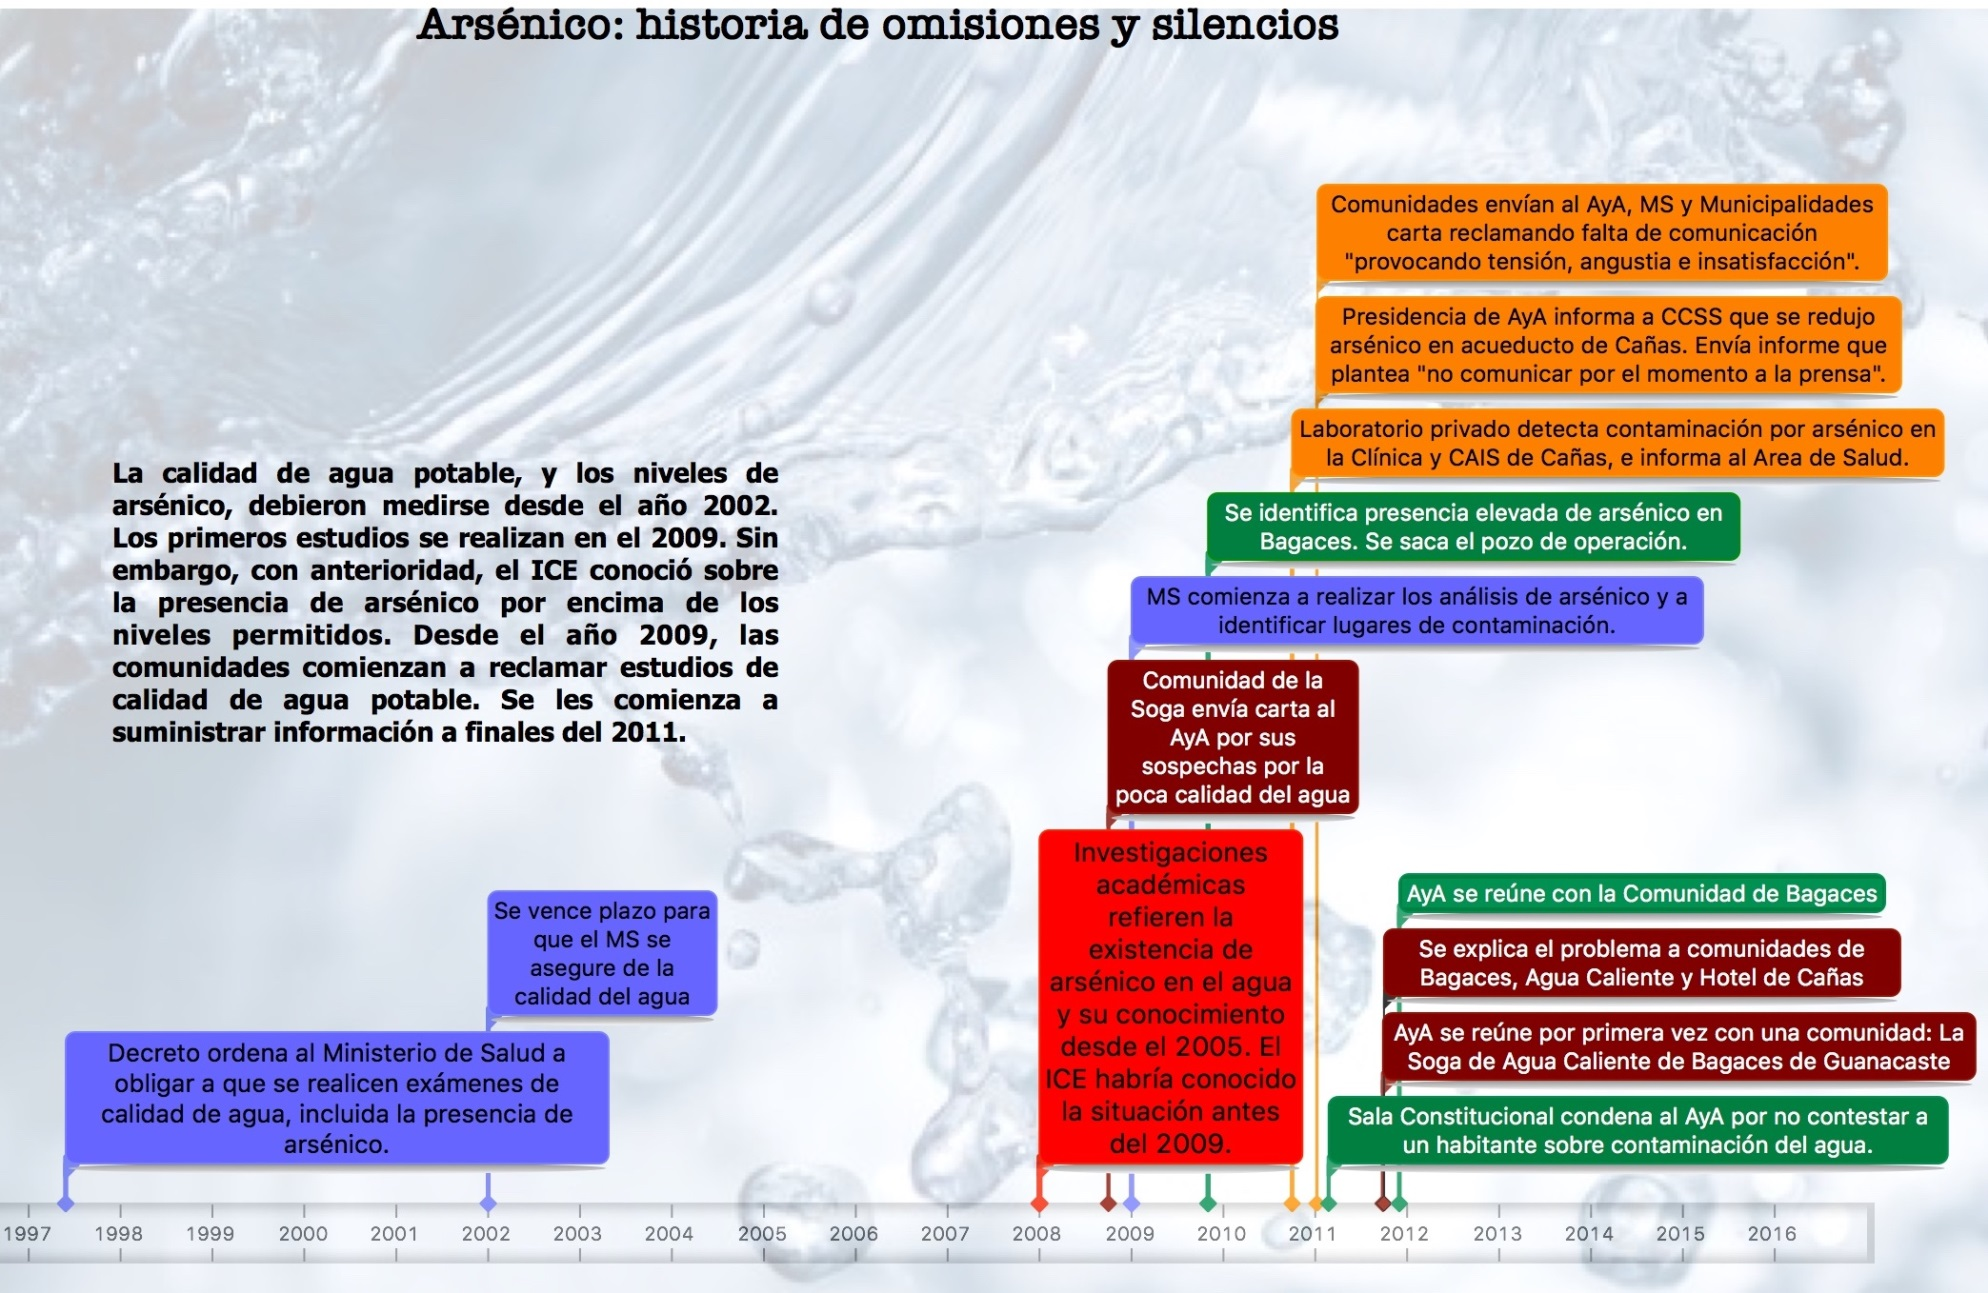 Arsénico: historia de omisiones y silencios
Comunidades envían al AyA, MS y Municipalidades
carta reclamando falta de comunicación
"provocando tensión, angustia e insatisfacción".
Presidencia de AyA informa a CCSS que se redujo
arsénico en acueducto de Cañas. Envía informe que
plantea "no comunicar por el momento a la prensa".
Laboratorio privado detecta contaminación por arsénico en
la Clínica y CAIS de Cañas, e informa al Area de Salud.
La calidad de agua potable, y los niveles de
arsénico, debieron medirse desde el año 2002.
Los primeros estudios se realizan en el 2009. Sin
embargo, con anterioridad, el ICE conoció sobre
la presencia de arsénico por encima de los
niveles permitidos. Desde el año 2009, las
comunidades comienzan a reclamar estudios de
calidad de agua potable. Se les comienza a
suministrar información a finales del 2011.
Se identifica presencia elevada de arsénico en
Bagaces. Se saca el pozo de operación.
MS comienza a realizar los análisis de arsénico y a
identificar lugares de contaminación.
Comunidad de la
Soga envía carta al
AyA por sus
sospechas por la
poca calidad del agua
Investigaciones
académicas
refieren la
existencia de
arsénico en el agua
y su conocimiento
desde el 2005. El
ICE habría conocido
la situación antes
del 2009.
Se vence plazo para
que el MS se
asegure de la
calidad del agua
Decreto ordena al Ministerio de Salud a
obligar a que se realicen exámenes de
calidad de agua, incluida la presencia de
arsénico.
AyA se reúne con la Comunidad de Bagaces
Se explica el problema a comunidades de
Bagaces, Agua Caliente y Hotel de Cañas
AyA se reúne por primera vez con una comunidad: La
Soga de Agua Caliente de Bagaces de Guanacaste
Sala Constitucional condena al AyA por no contestar a
un habitante sobre contaminación del agua.
1997 1998 1999 2000 2001 2002 2003 2004 2005 2006 2007 2008 2009 2010 2011 2012 2013 2014 2015 2016